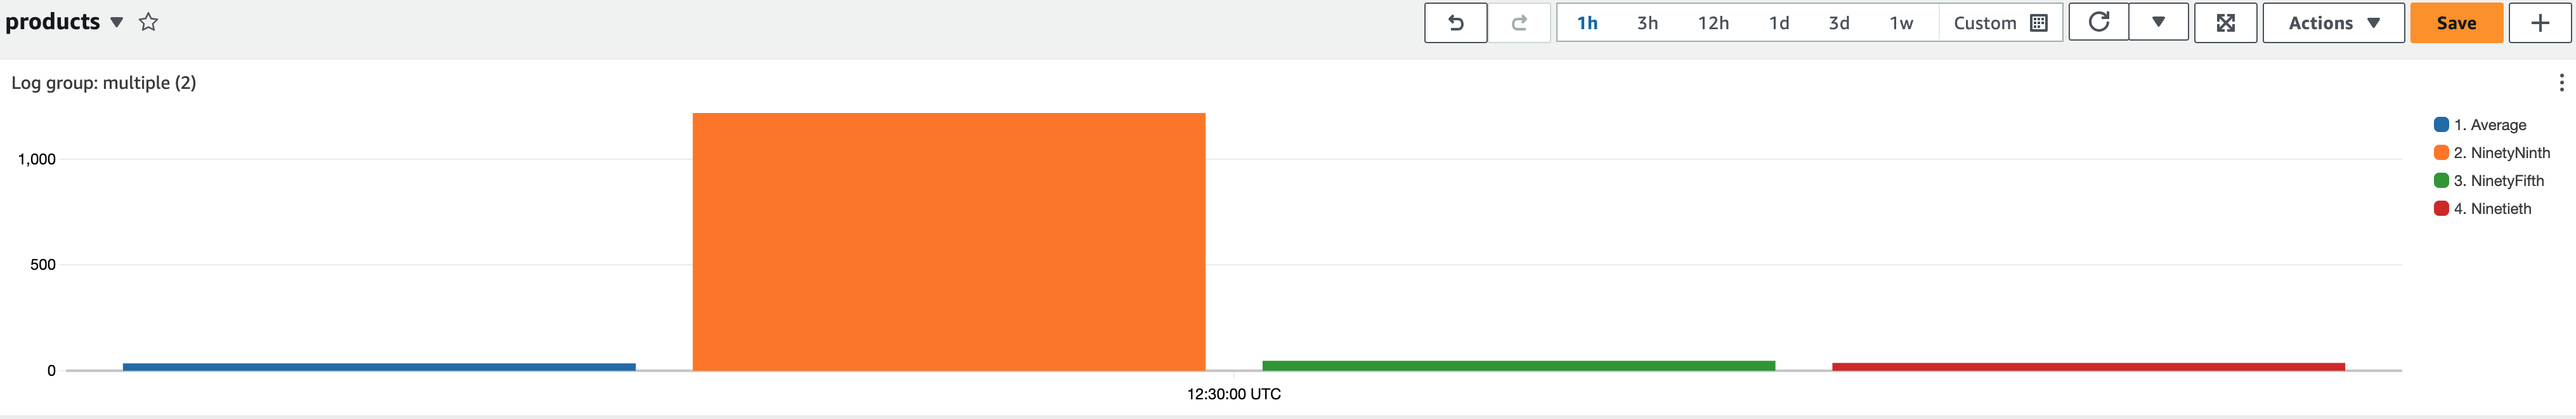 products
1h 3h 12h 1d 3d 1w Custom Actions Save
Log group: multiple (2)
1,000
500
0
12:30:00 UTC
1. Average
2. NinetyNinth
3. NinetyFifth
4. Ninetieth